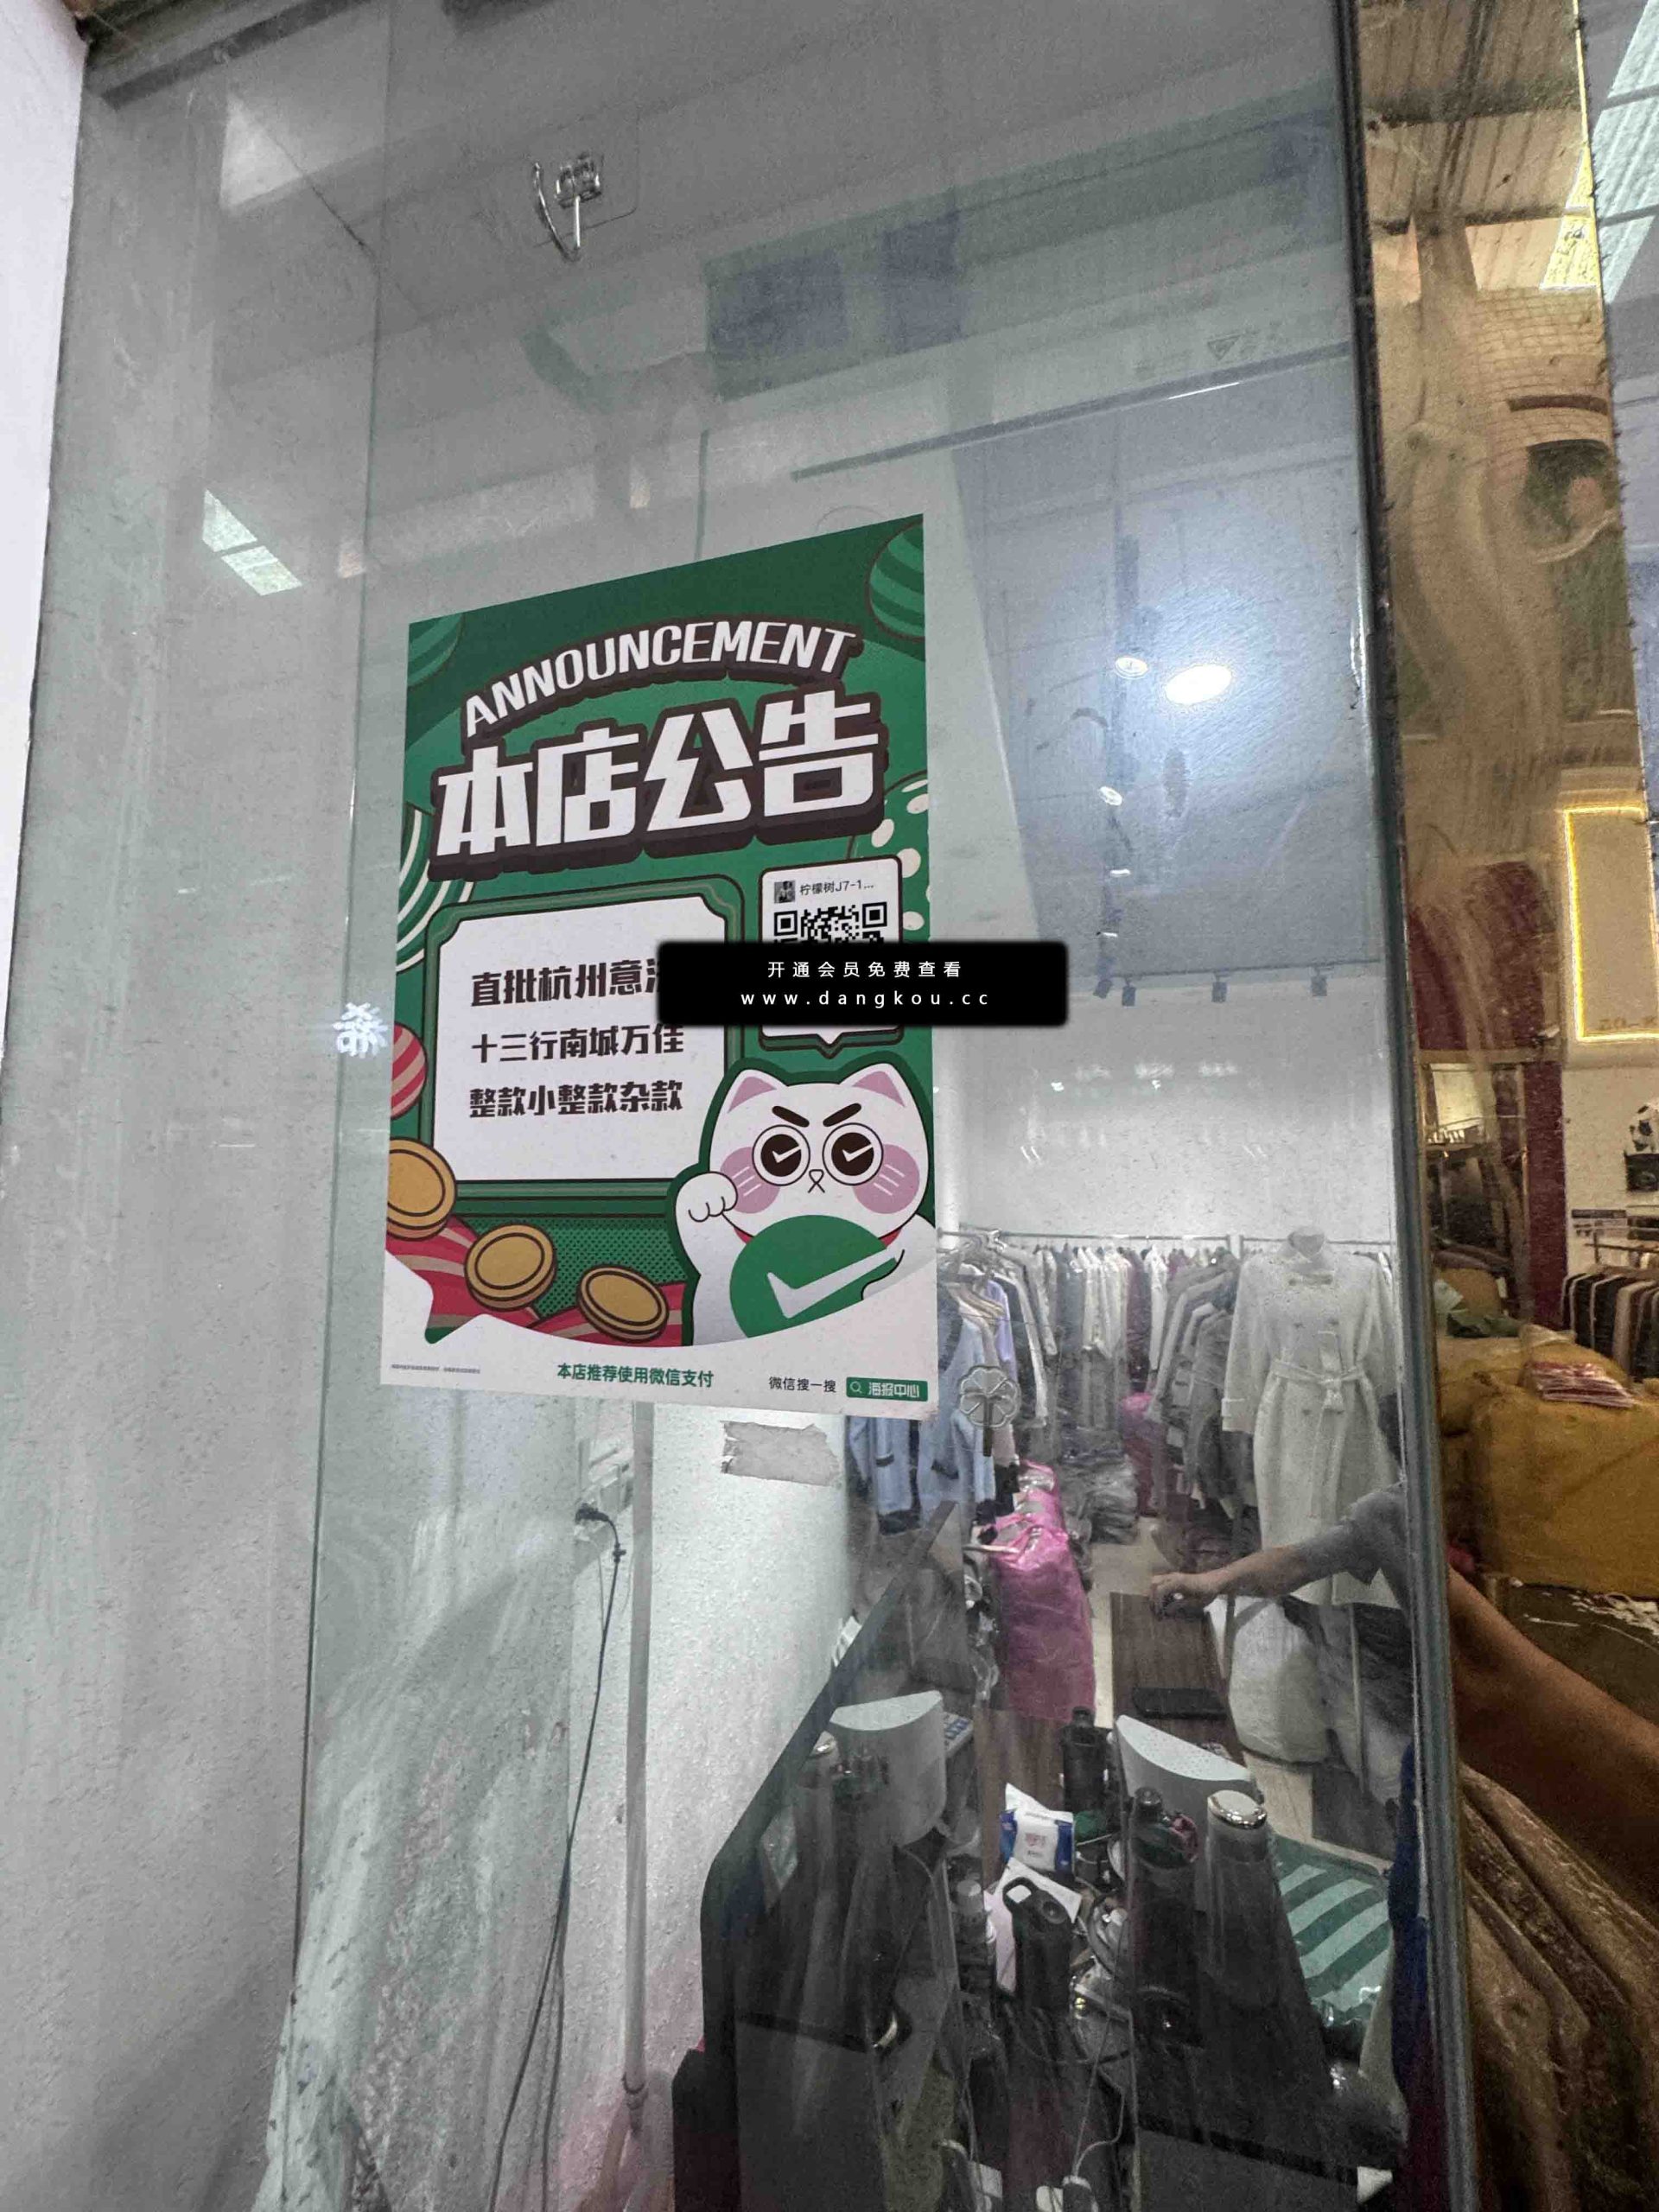 ANNOUNCEMENT
本店公告
柠檬树J7-1...
直批杭州意
十三行南城万佳
整款小整款杂款
开通会员免费查看
www.dangkou.cc
本店推荐使用微信支付
微信搜一搜
海报中心